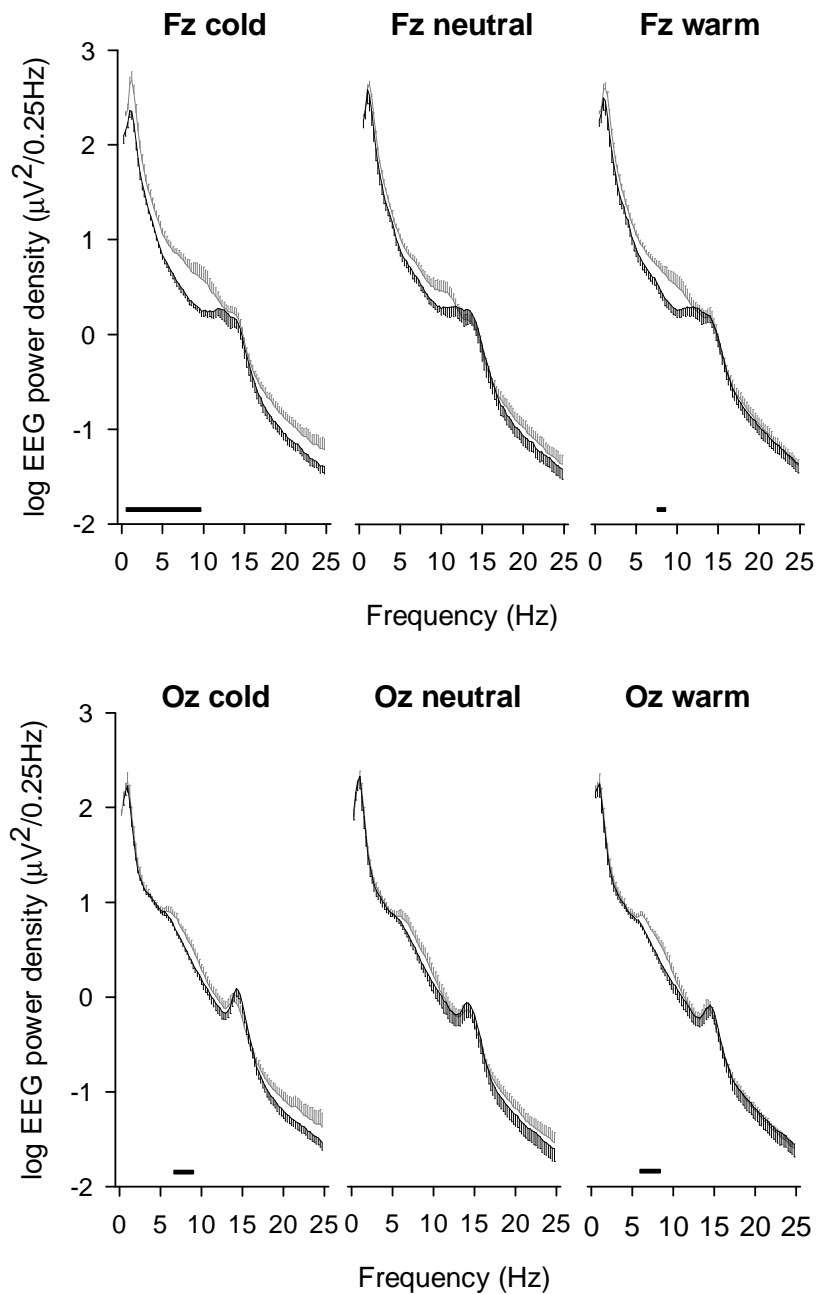 Fz cold Fz neutral Fz warm
log EEG power density (μV²/0.25Hz)
3
2
1
0
-1
-2
0 5 10 15 20 25 0 5 10 15 20 25 0 5 10 15 20 25
Frequency (Hz)
Oz cold Oz neutral Oz warm
log EEG power density (μV²/0.25Hz)
3
2
1
0
-1
-2
0 5 10 15 20 25 0 5 10 15 20 25 0 5 10 15 20 25
Frequency (Hz)